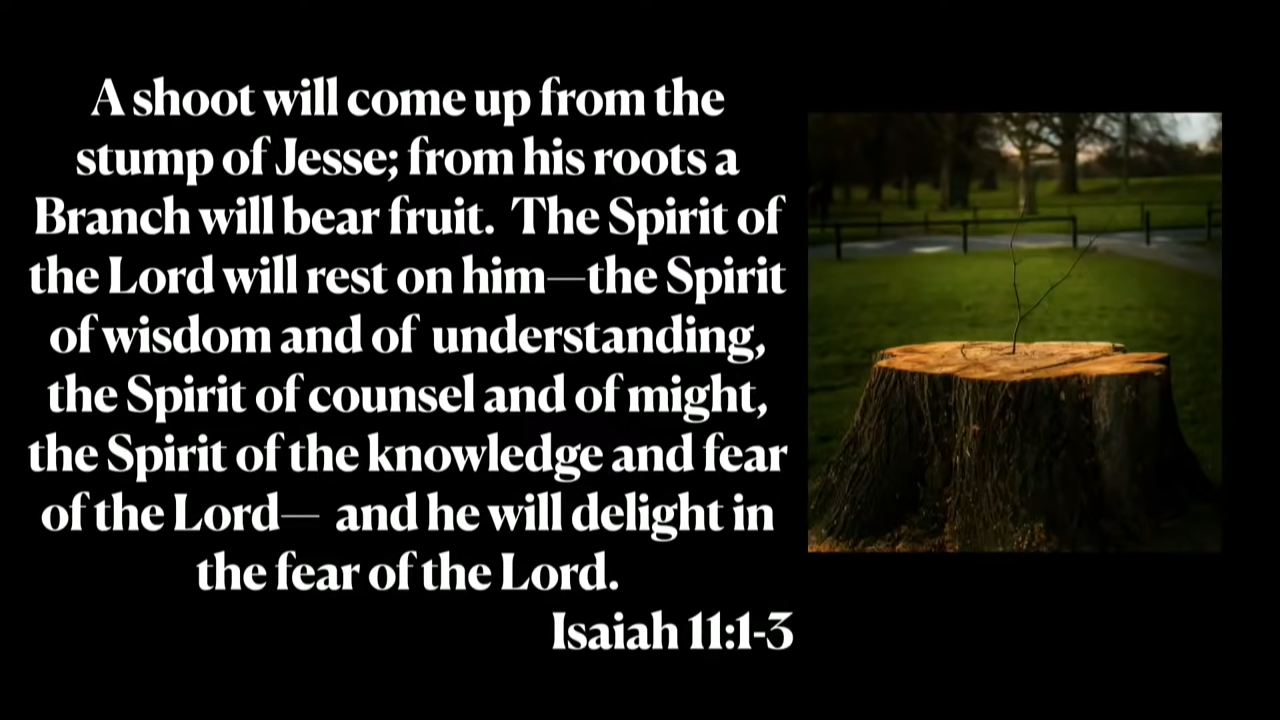 A shoot will come up from the
stump of Jesse; from his roots a
Branch will bear fruit. The Spirit of
the Lord will rest on him—the Spirit
of wisdom and of understanding,
the Spirit of counsel and of might,
the Spirit of the knowledge and fear
of the Lord— and he will delight in
the fear of the Lord.
Isaiah 11:1-3